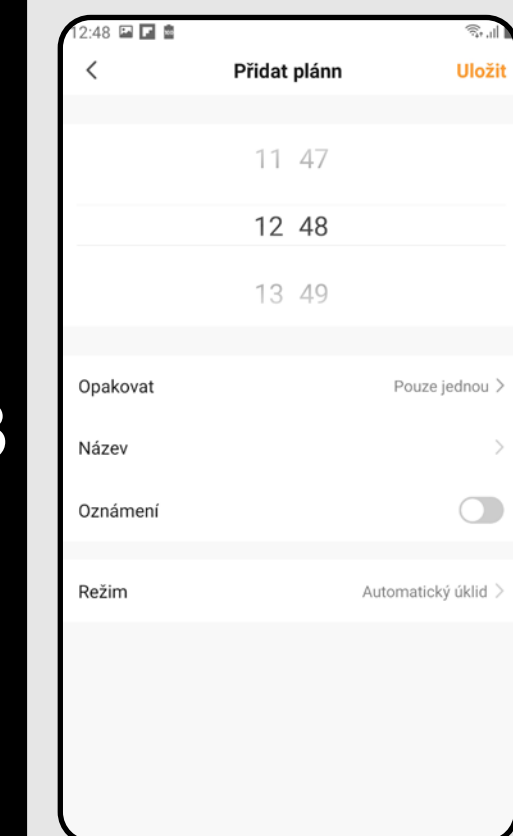 12:48
Přidat plánn Uložit
11 47
12 48
13 49
Opakovat Pouze jednou
Název
Oznámení
Režim Automatický úklid